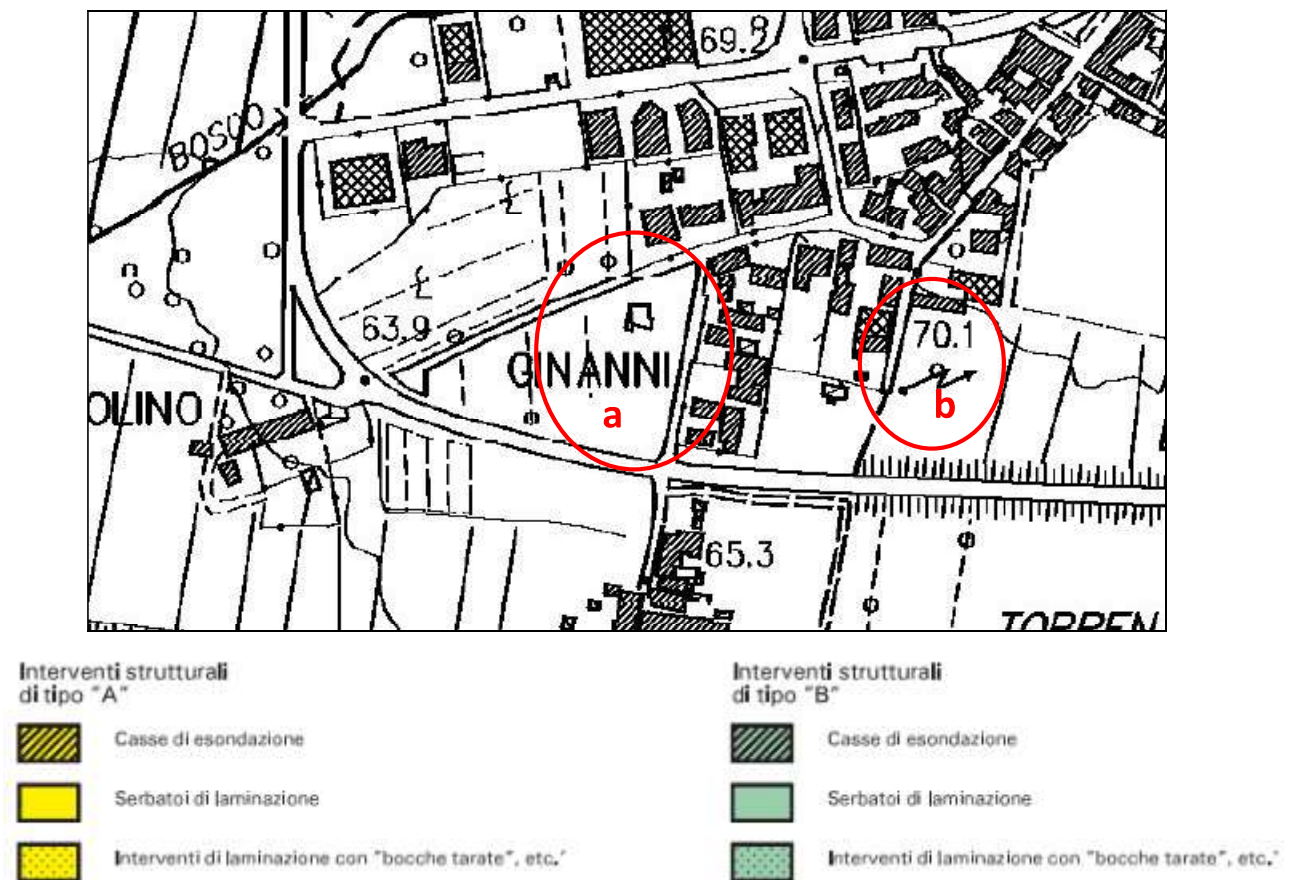 69.2
BOSCO
63.9
GINANNI
70.1
a
b
OLINO
65.3
TORREN
Interventi strutturali
di tipo "A"
Casse di esondazione
Serbatoi di laminazione
Interventi di laminazione con "bocche tarate", etc.
Interventi strutturali
di tipo "B"
Casse di esondazione
Serbatoi di laminazione
Interventi di laminazione con "bocche tarate", etc.